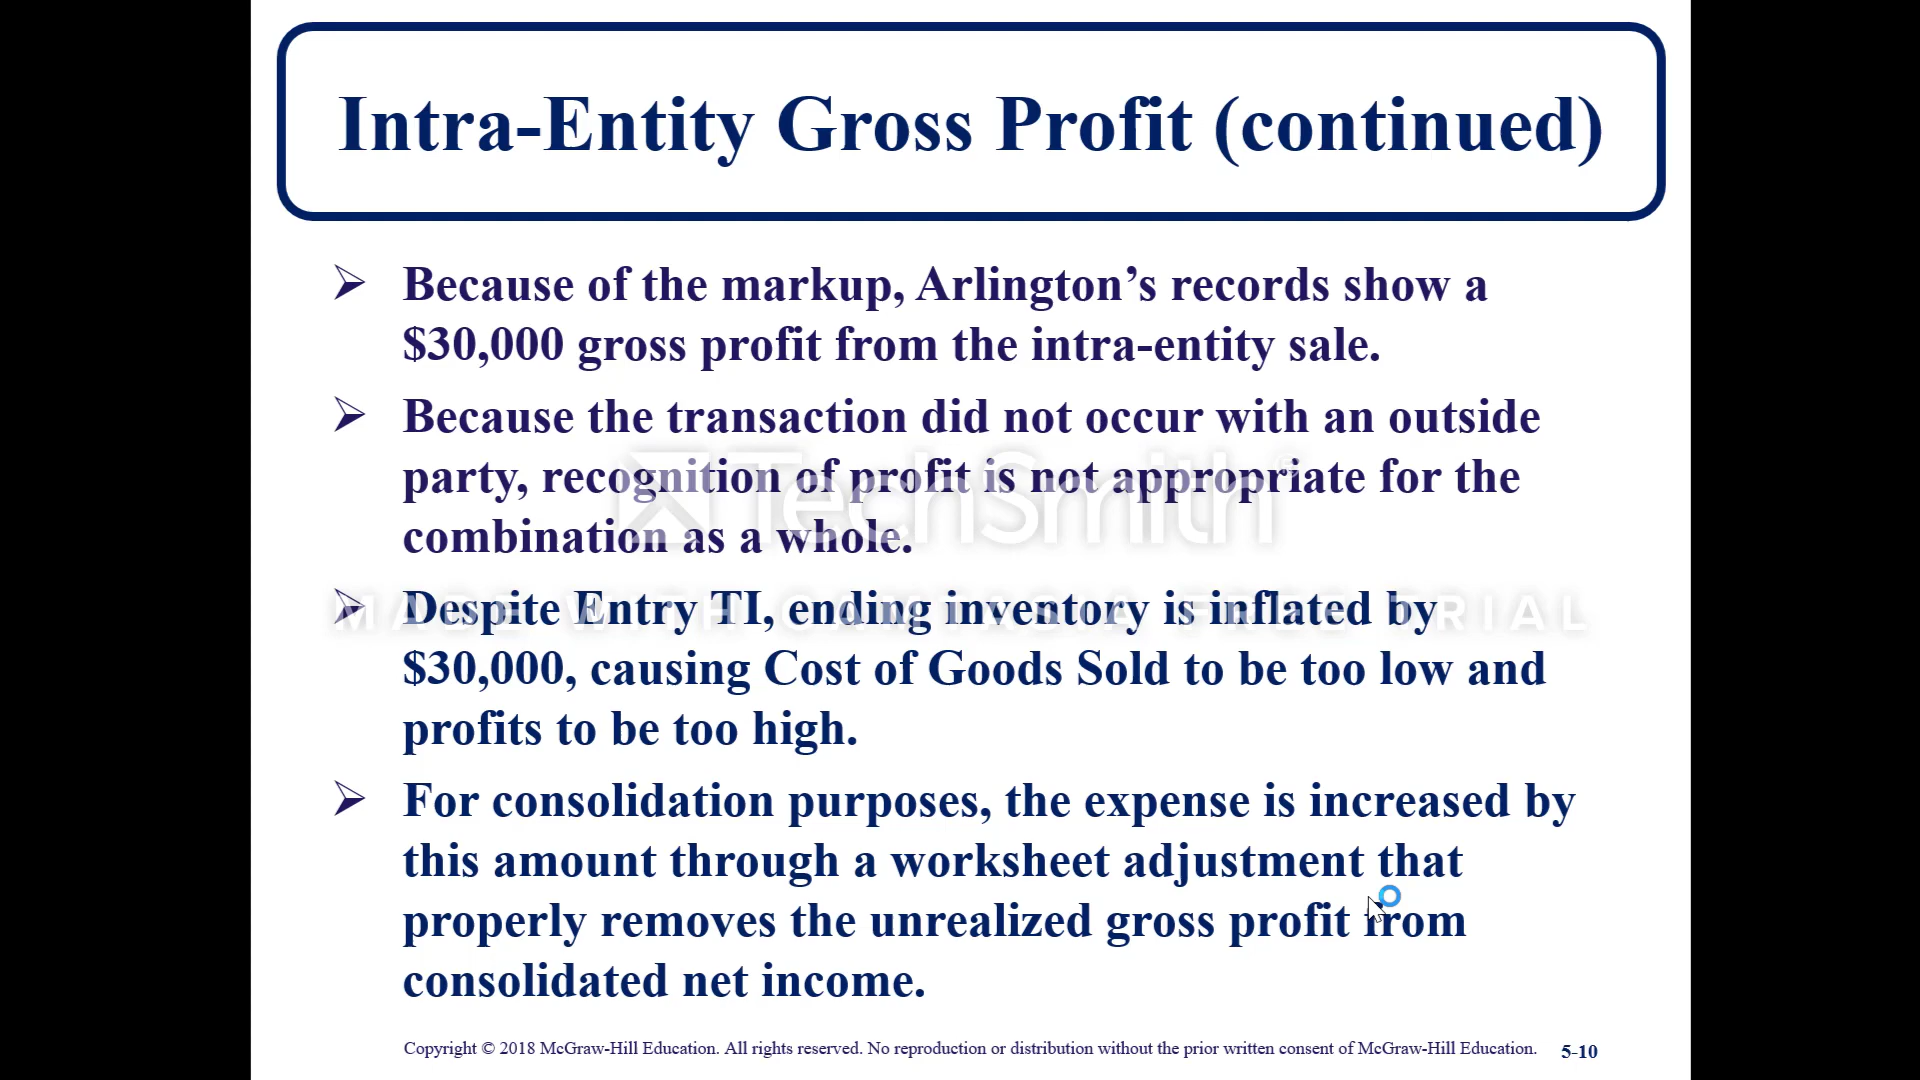 Intra-Entity Gross Profit (continued)
Because of the markup, Arlington’s records show a
$30,000 gross profit from the intra-entity sale.
Because the transaction did not occur with an outside
party, recognition of profit is not appropriate for the
combination as a whole.
TechSmith
Despite Entry TI, ending inventory is inflated by
MADE WITH CAMTASIA FREE TRIAL
$30,000, causing Cost of Goods Sold to be too low and
profits to be too high.
For consolidation purposes, the expense is increased by
this amount through a worksheet adjustment that
properly removes the unrealized gross profit from
consolidated net income.
Copyright © 2018 McGraw-Hill Education. All rights reserved. No reproduction or distribution without the prior written consent of McGraw-Hill Education.
5-10